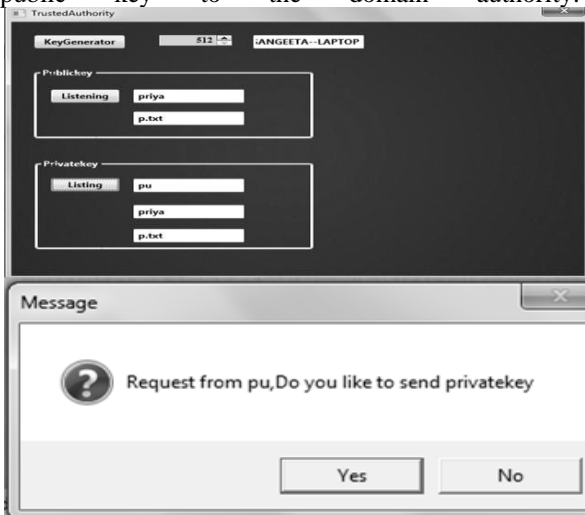 public key to the domain authority.
TrustedAuthority
KeyGenerator 512 SANGEETA--LAPTOP
Publickey
Listening priya
p.txt
Privatekey
Listing pu
priya
p.txt
Message
Request from pu,Do you like to send privatekey
Yes No